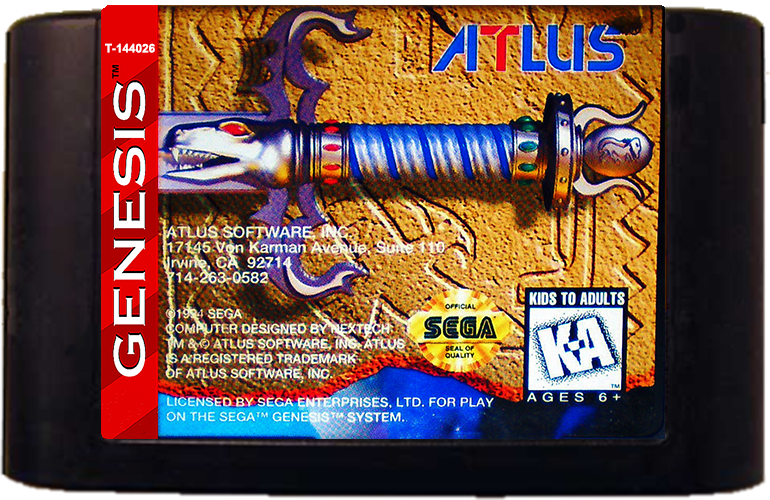 T-144026
GENESIS™
ATLUS
ATLUS SOFTWARE, INC.
17145 Von Karman Avenue, Suite 110
Irvine, CA 92714
714-263-0582
©1994 SEGA
COMPUTER DESIGNED BY NEXTECH
TM & © ATLUS SOFTWARE, INC. ATLUS
IS A REGISTERED TRADEMARK
OF ATLUS SOFTWARE, INC.
LICENSED BY SEGA ENTERPRISES, LTD. FOR PLAY
ON THE SEGA™ GENESIS™ SYSTEM.
OFFICIAL
SEGA
SEAL OF
QUALITY
KIDS TO ADULTS
K-A
TM
AGES 6+